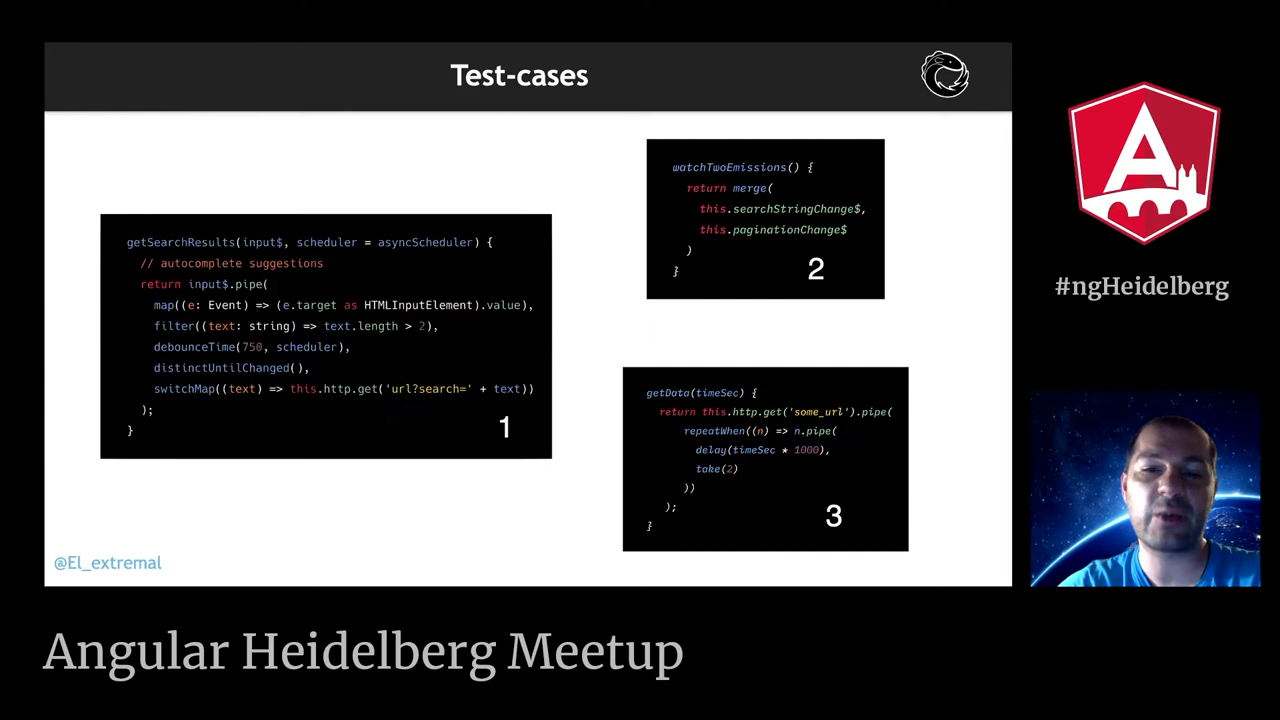 Test-cases
getSearchResults(input$, scheduler = asyncScheduler) {
// autocomplete suggestions
return input$.pipe(
map((e: Event) => (e.target as HTMLInputElement).value),
filter((text: string) => text.length > 2),
debounceTime(750, scheduler),
distinctUntilChanged(),
switchMap((text) => this.http.get('url?search=' + text))
);
}
1
watchTwoEmissions() {
return merge(
this.searchStringChange$,
this.paginationChange$
)
}
2
getData(timeSec) {
return this.http.get('some_url').pipe(
repeatWhen((n) => n.pipe(
delay(timeSec * 1000),
take(2)
))
);
}
3
@El_extremal
A
#ngHeidelberg
Angular Heidelberg Meetup